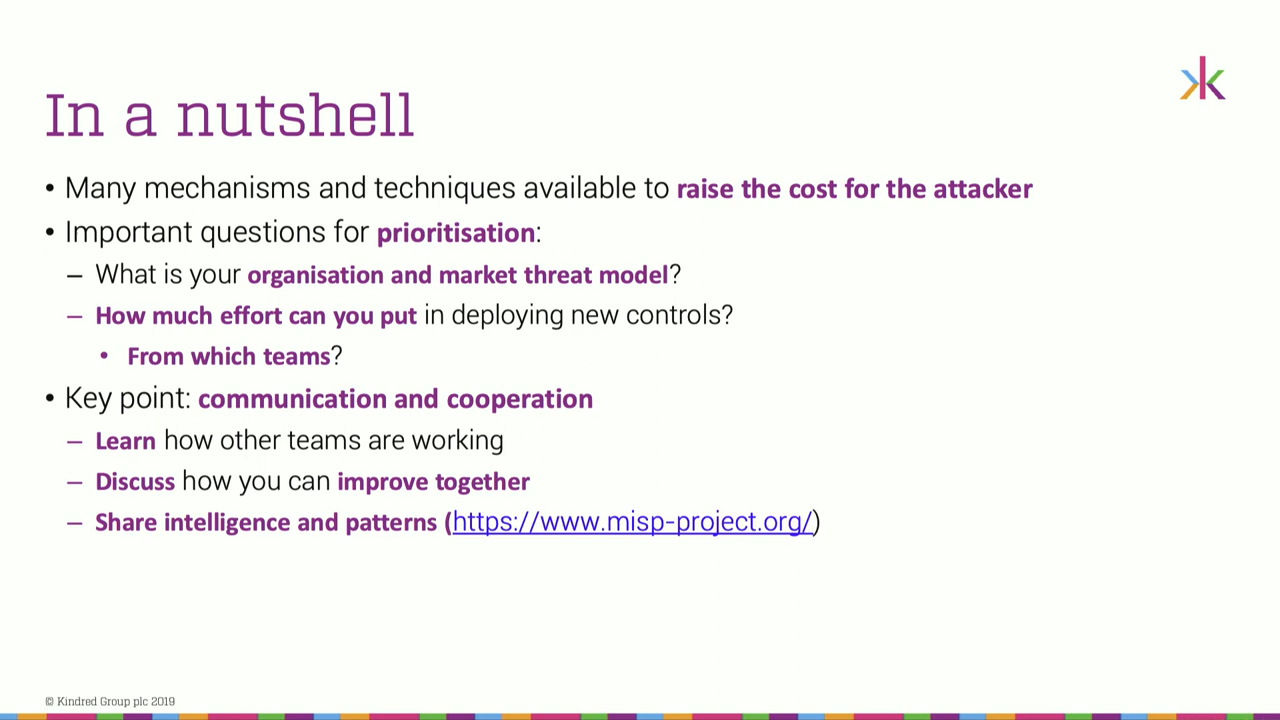 In a nutshell
• Many mechanisms and techniques available to raise the cost for the attacker
• Important questions for prioritisation:
– What is your organisation and market threat model?
– How much effort can you put in deploying new controls?
• From which teams?
• Key point: communication and cooperation
– Learn how other teams are working
– Discuss how you can improve together
– Share intelligence and patterns (https://www.misp-project.org/)
© Kindred Group plc 2019